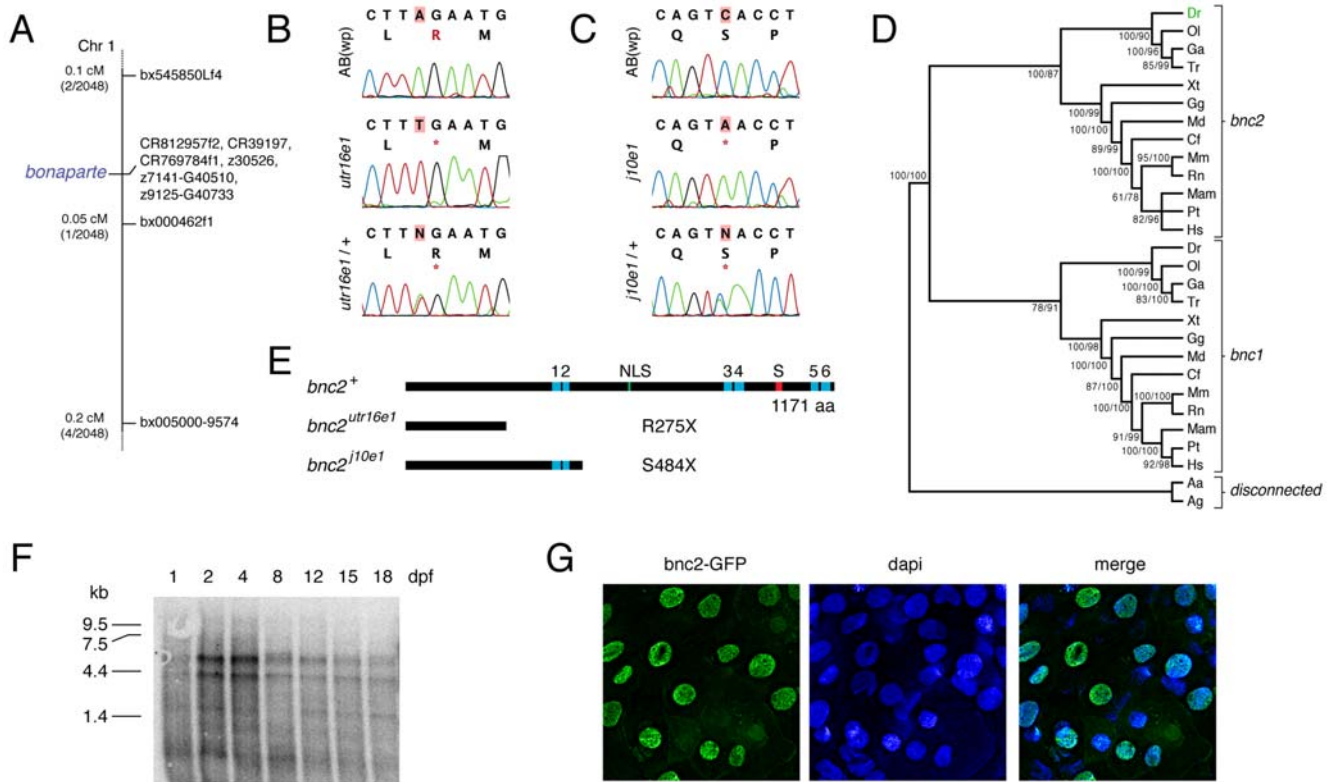 A
Chr 1
0.1 cM
(2/2048)
bx545850Lf4
CR812957f2, CR39197,
CR769784f1, z30526,
z7141-G40510,
z9125-G40733
bonaparte
0.05 cM
(1/2048)
bx000462f1
0.2 cM
(4/2048)
bx005000-9574
B
AB(wp)
C T T A G A A T G
L R M
utr16e1
C T T T G A A T G
L * M
utr16e1 / +
C T T N G A A T G
L R M
*
C
AB(wp)
C A G T C A C C T
Q S P
j10e1
C A G T A A C C T
Q * P
j10e1 / +
C A G T N A C C T
Q S P
*
D
Dr
Ol
Ga
Tr
Xt
Gg
Md
Cf
Mm
Rn
Mam
Pt
Hs
bnc2
100/90
100/96
85/99
100/87
100/99
100/100
89/99
100/100
95/100
61/78
82/96
100/100
Dr
Ol
Ga
Tr
Xt
Gg
Md
Cf
Mm
Rn
Mam
Pt
Hs
bnc1
100/99
100/100
83/100
78/91
100/98
100/100
87/100
100/100
100/100
91/99
100/100
92/98
Aa
Ag
disconnected
E
12 NLS 34 S 56
bnc2+
1171 aa
bnc2utr16e1 R275X
bnc2j10e1 S484X
F
1 2 4 8 12 15 18 dpf
kb
9.5
7.5
4.4
1.4
G
bnc2-GFP dapi merge